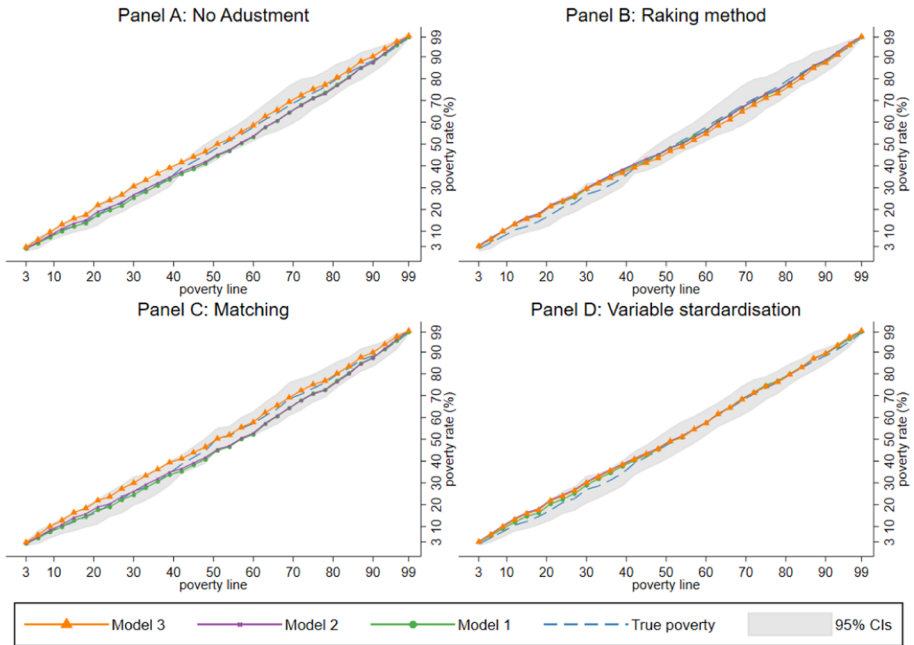 Panel A: No Adustment
Panel B: Raking method
99
90
80
70
60
50
40
30
20
10
3
poverty rate (%)
3 10 20 30 40 50 60 70 80 90 99
poverty line
99
90
80
70
60
50
40
30
20
10
3
poverty rate (%)
3 10 20 30 40 50 60 70 80 90 99
poverty line
Panel C: Matching
Panel D: Variable stardardisation
99
90
80
70
60
50
40
30
20
10
3
poverty rate (%)
3 10 20 30 40 50 60 70 80 90 99
poverty line
99
90
80
70
60
50
40
30
20
10
3
poverty rate (%)
3 10 20 30 40 50 60 70 80 90 99
poverty line
Model 3 Model 2 Model 1 True poverty 95% CIs